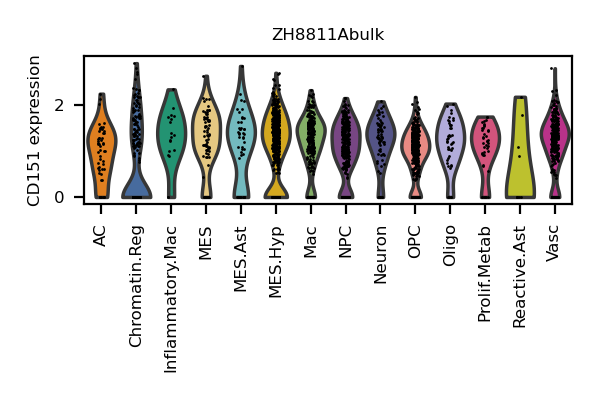 ZH8811Abulk
CD151 expression
2
0
AC
Chromatin.Reg
Inflammatory.Mac
MES
MES.Ast
MES.Hyp
Mac
NPC
Neuron
OPC
Oligo
Prolif.Metab
Reactive.Ast
Vasc